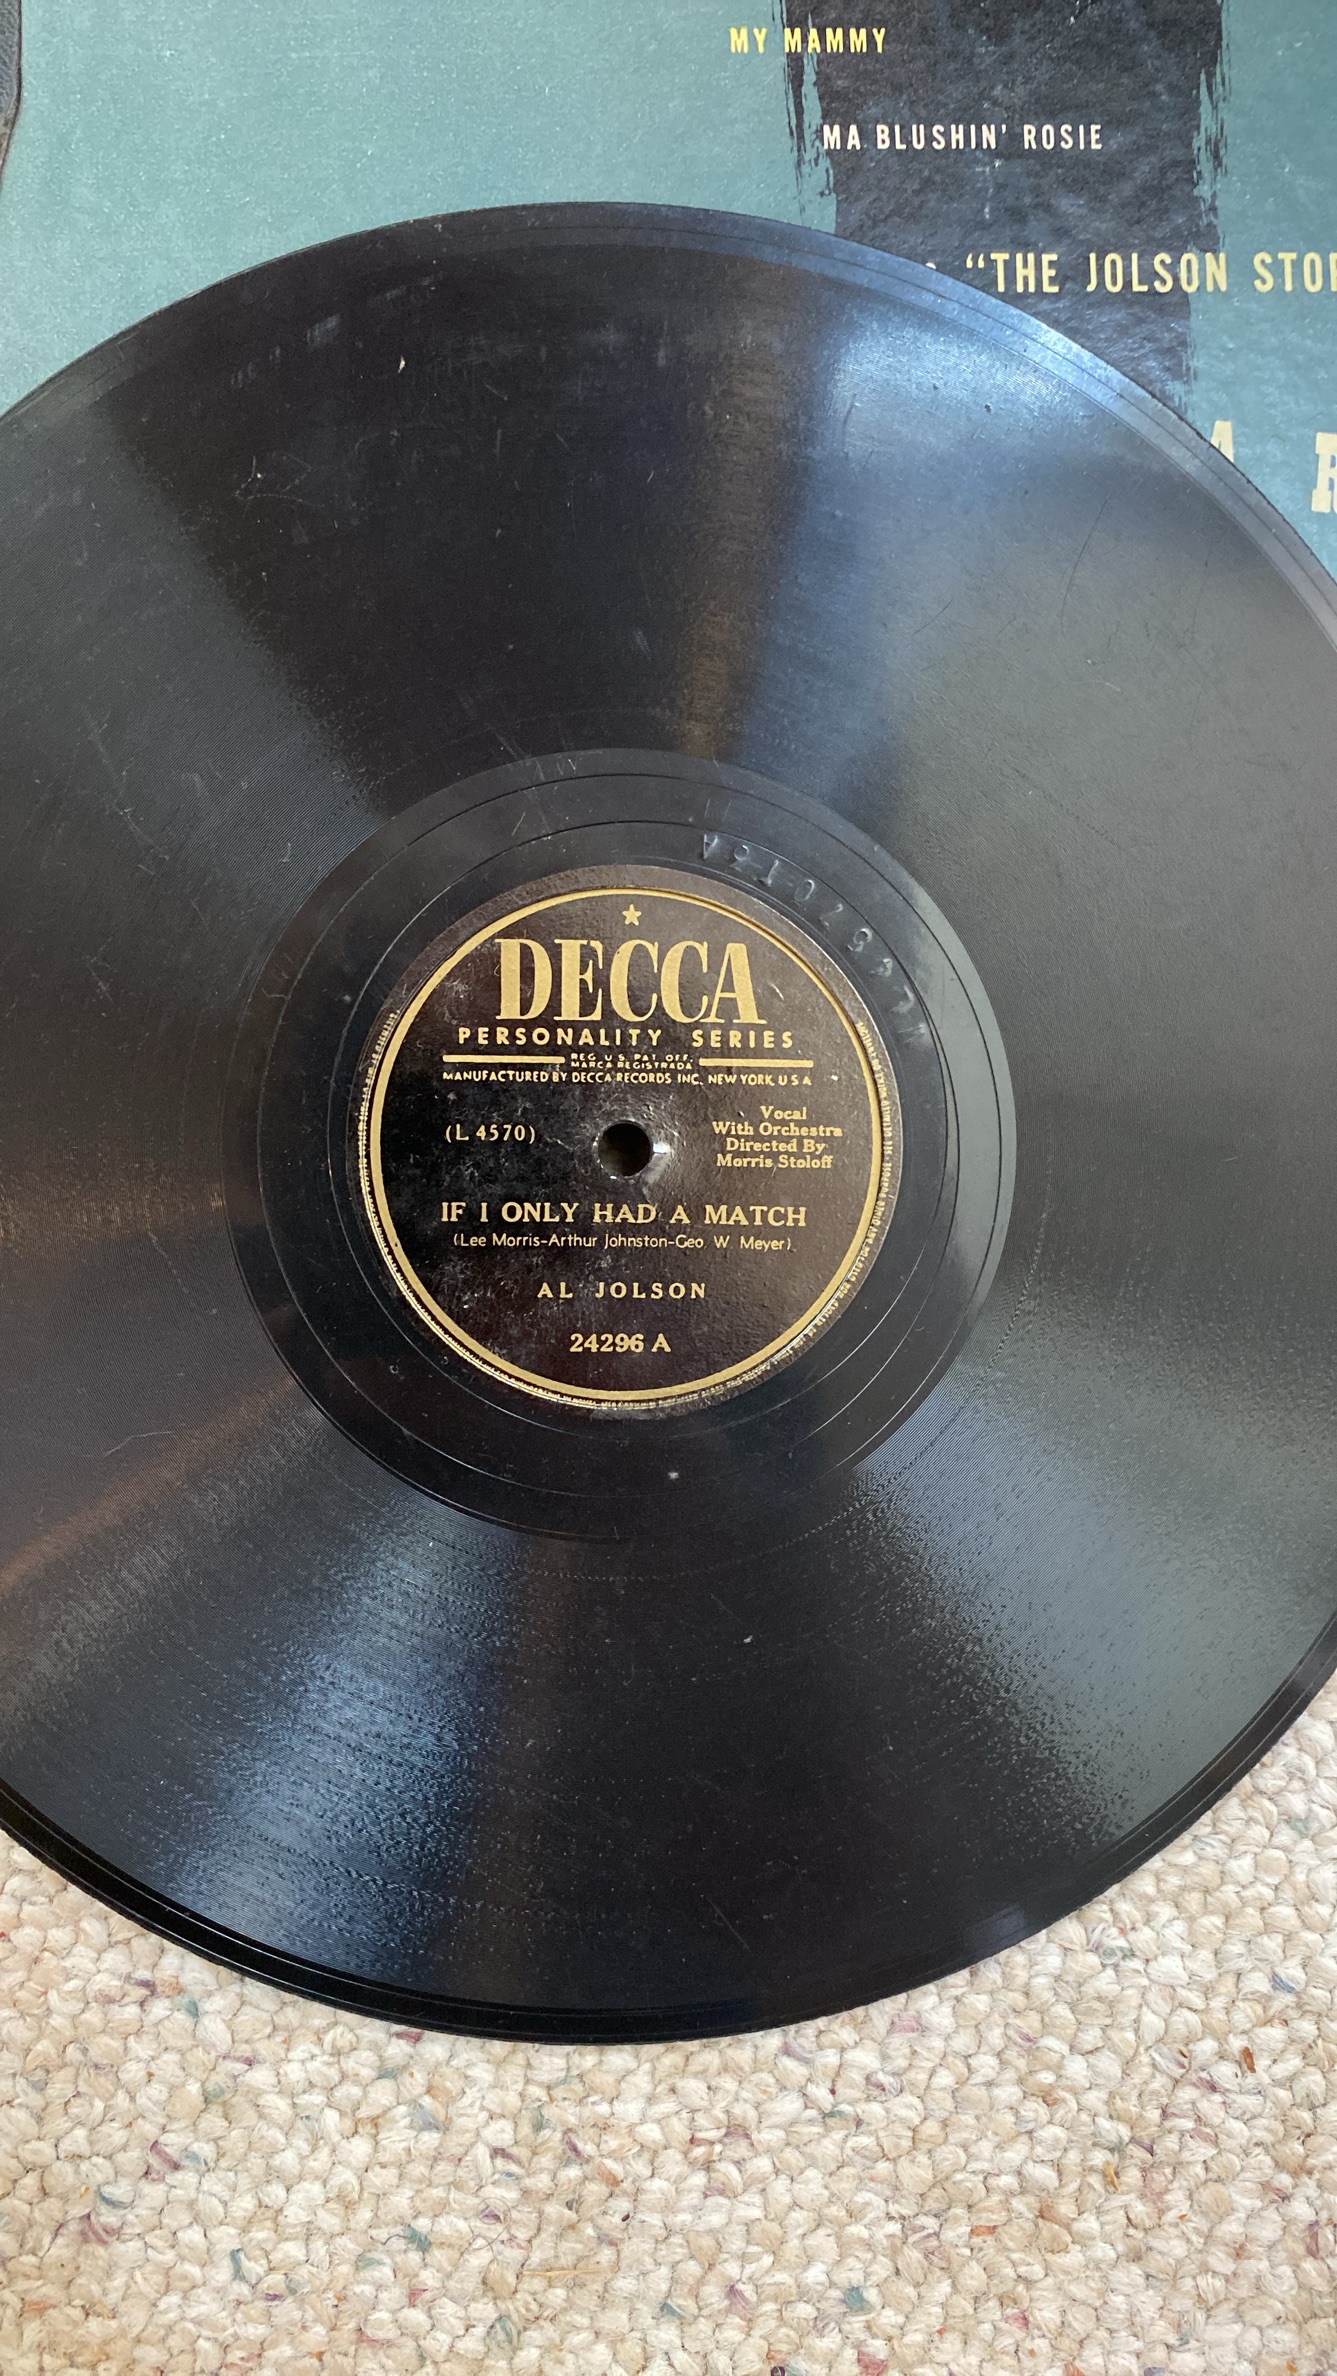 MY MAMMY
MA BLUSHIN' ROSIE
"THE JOLSON
DECCA
PERSONALITY SERIES
REG. U.S. PAT. OFF.
MARCA REGISTRADA
MANUFACTURED BY DECCA RECORDS INC. NEW YORK U S A
(L 4570)
Vocal
With Orchestra
Directed By
Morris Stoloff
IF I ONLY HAD A MATCH
(Lee Morris-Arthur Johnston-Geo. W. Meyer)
AL JOLSON
24296 A